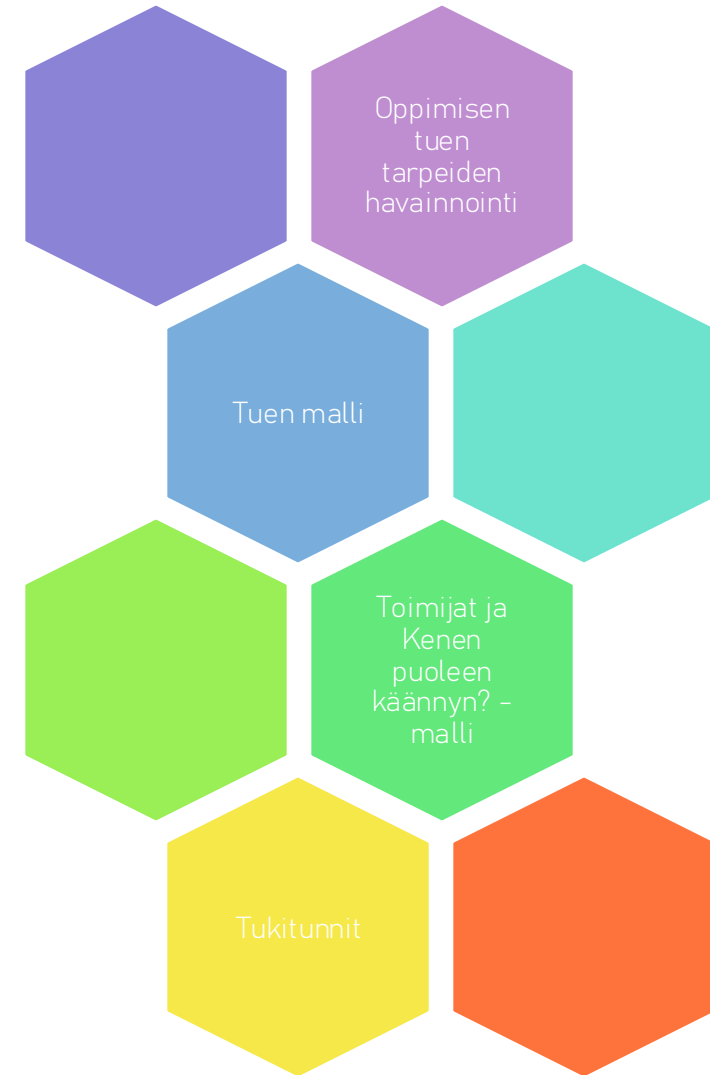 Oppimisen
tuen
tarpeiden
havainnointi
Tuen malli
Toimijat ja
Kenen
puoleen
käännyn? -
malli
Tukitunnit